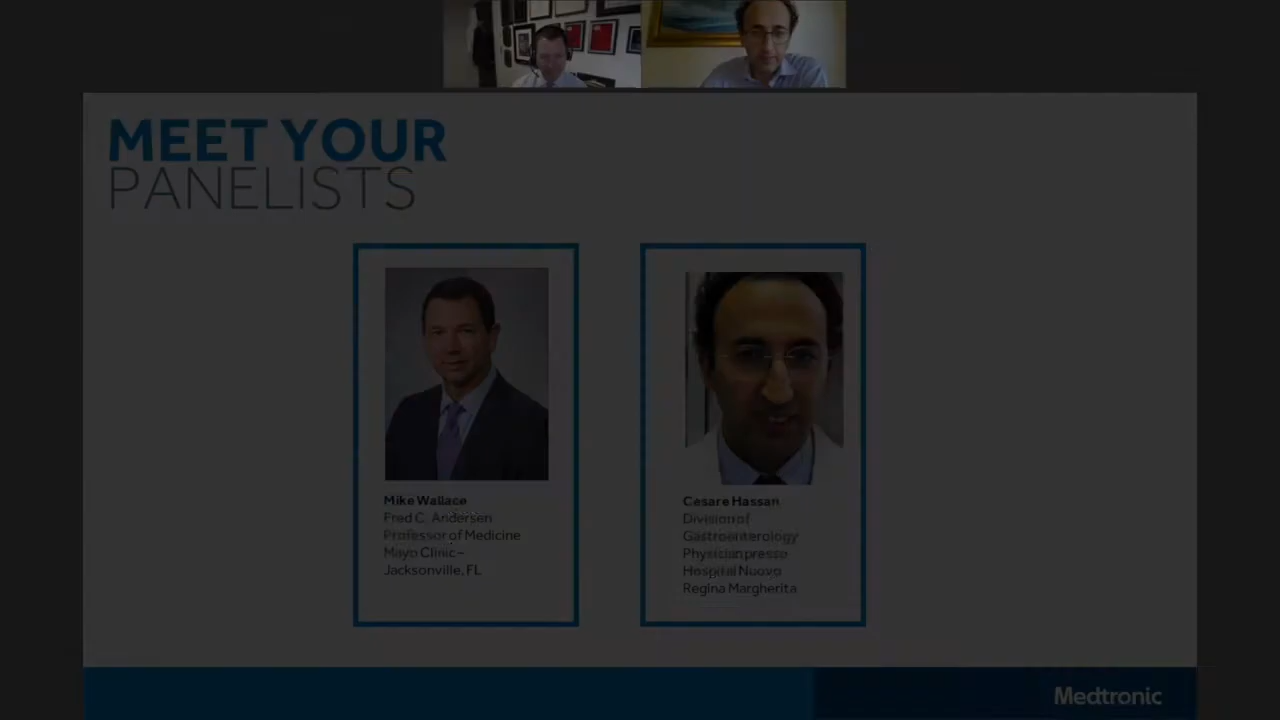 MEET YOUR
PANELISTS
Mike Wallace
Fred C. Andersen
Professor of Medicine
Mayo Clinic –
Jacksonville, FL
Cesare Hassan
Division of
Gastroenterology
Physician presso
Hospital Nuovo
Regina Margherita
Medtronic